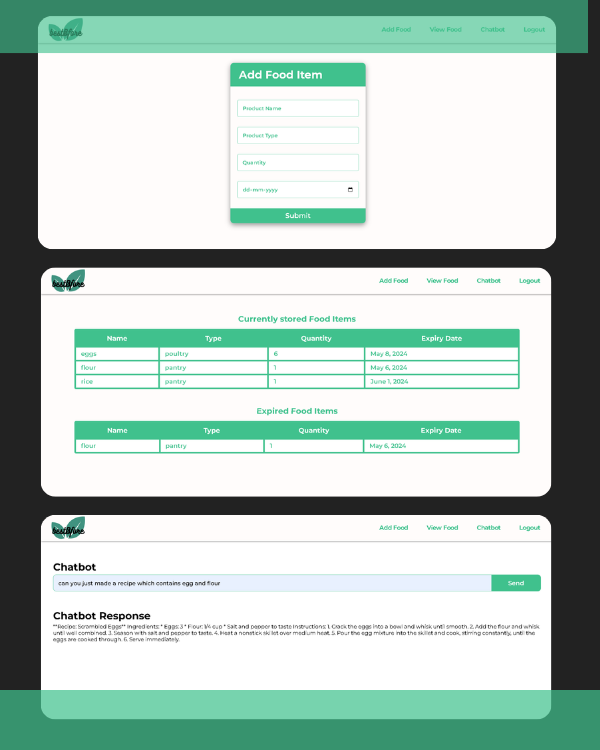 bestB4ore
Add Food View Food Chatbot Logout
Add Food Item
Product Name
Product Type
Quantity
dd-mm-yyyy
Submit
Add Food View Food Chatbot Logout
Currently stored Food Items
Name Type Quantity Expiry Date
eggs poultry 6 May 8, 2024
flour pantry 1 May 6, 2024
rice pantry 1 June 1, 2024
Expired Food Items
Name Type Quantity Expiry Date
flour pantry 1 May 6, 2024
Add Food View Food Chatbot Logout
Chatbot
can you just made a recipe which contains egg and flour Send
Chatbot Response
**Recipe: Scrambled Eggs** Ingredients: * Eggs: 3 * Flour: 1/4 cup * Salt and pepper to taste Instructions: 1. Crack the eggs into a bowl and whisk until smooth. 2. Add the flour and whisk
until well combined. 3. Season with salt and pepper to taste. 4. Heat a nonstick skillet over medium heat. 5. Pour the egg mixture into the skillet and cook, stirring constantly, until the
eggs are cooked through. 6. Serve immediately.